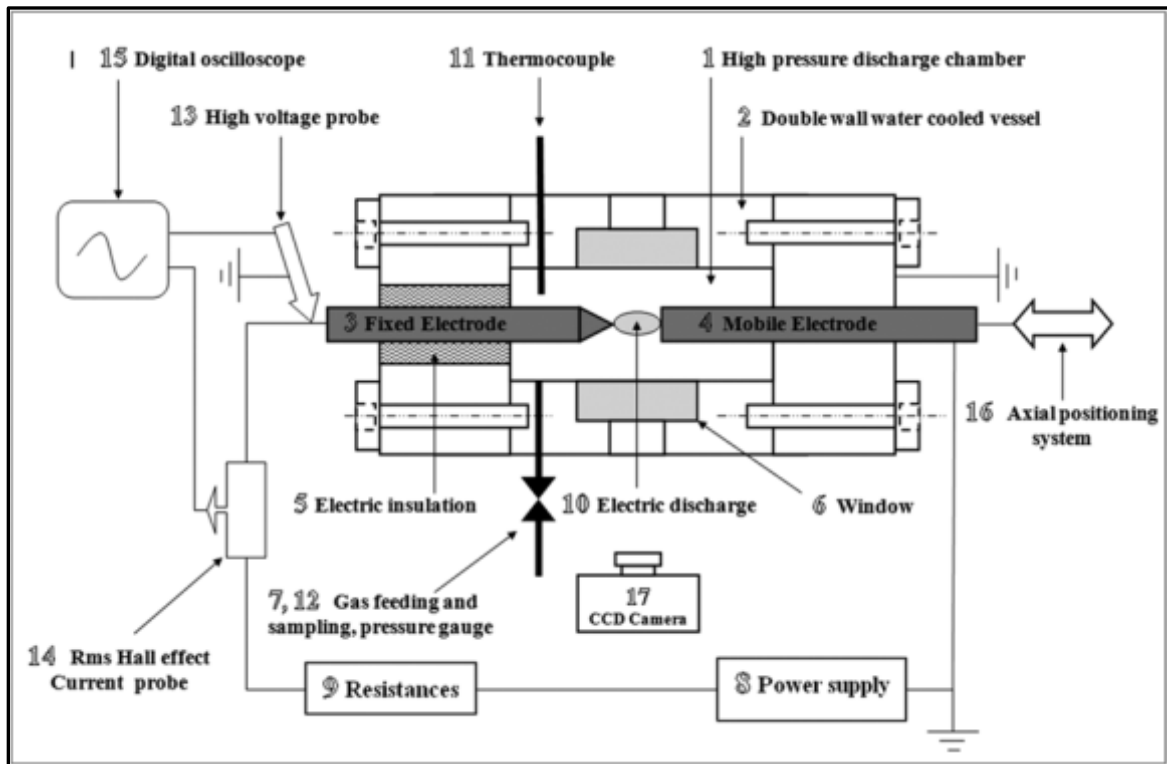 15 Digital oscilloscope
11 Thermocouple
1 High pressure discharge chamber
13 High voltage probe
2 Double wall water cooled vessel
3 Fixed Electrode
4 Mobile Electrode
16 Axial positioning
system
5 Electric insulation
10 Electric discharge
6 Window
7, 12 Gas feeding and
sampling, pressure gauge
17
CCD Camera
14 Rms Hall effect
Current probe
9 Resistances
8 Power supply